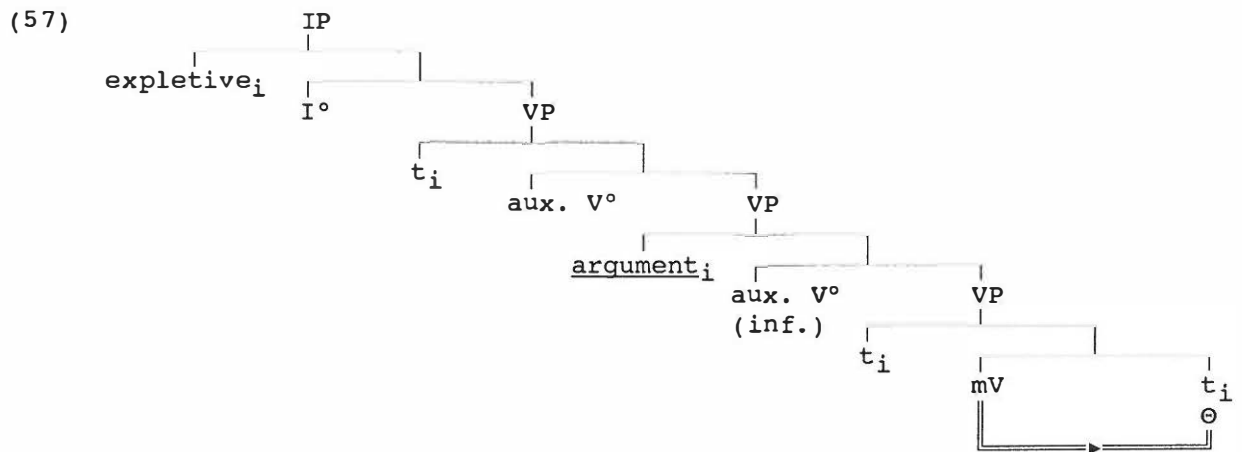 (57) IP
expletive_i
I° VP
t_i
aux. V° VP
argument_i
aux. V° VP
(inf.)
t_i
mV t_i
Θ